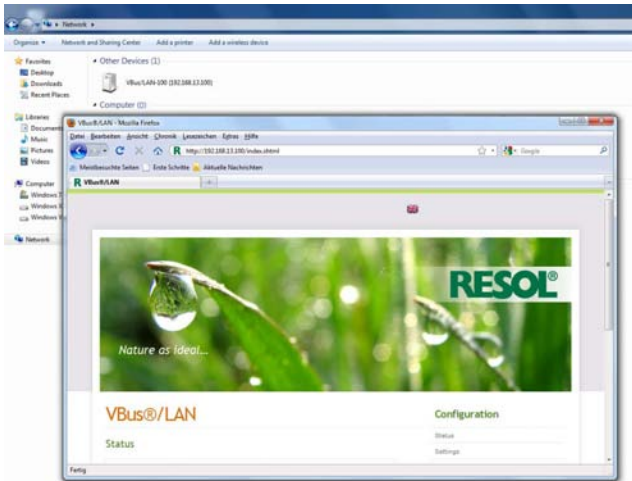 Network
Organize
Network and Sharing Center
Add a printer
Add a wireless device
Favorites
Desktop
Downloads
Recent Places
Libraries
Documents
Music
Pictures
Videos
Computer
Network
Other Devices (1)
VBus/LAN-100 (192.168.13.100)
Computer (0)
VBus®/LAN - Mozilla Firefox
Datei Bearbeiten Ansicht Chronik Lesezeichen Extras Hilfe
http://192.168.13.100/index.shtml
Google
Meistbesuchte Seiten Erste Schritte Aktuelle Nachrichten
VBus®/LAN
RESOL®
Nature as ideal...
VBus®/LAN
Status
Configuration
Status
Settings
Fertig